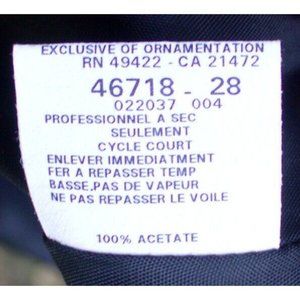 EXCLUSIVE OF ORNAMENTATION
RN 49422 - CA 21472
46718 - 28
022037 004
PROFESSIONNEL A SEC
SEULEMENT
CYCLE COURT
ENLEVER IMMEDIATMENT
FER A REPASSER TEMP
BASSE,PAS DE VAPEUR
NE PAS REPASSER LE VOILE
100% ACETATE